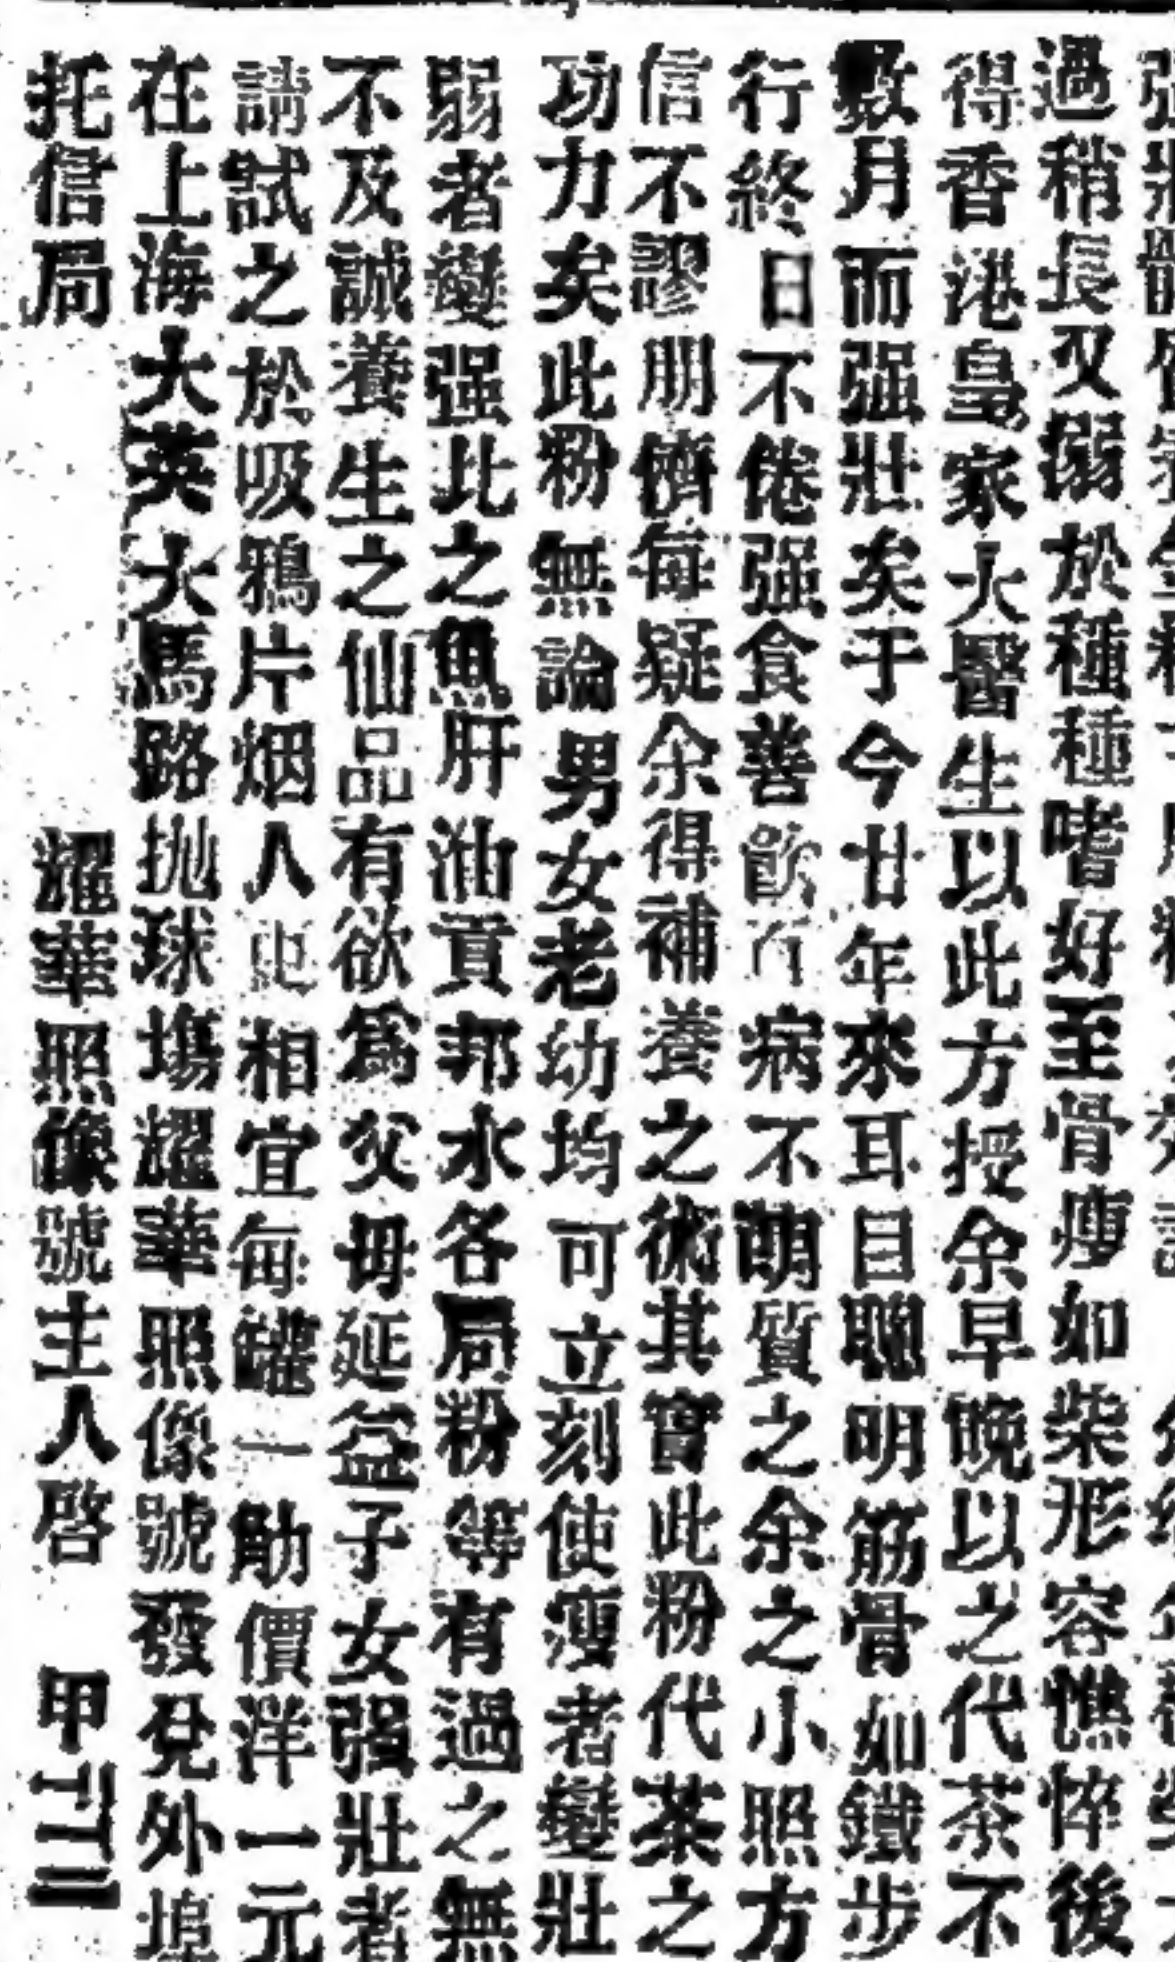 過稍長又溺於種種嗜好至骨瘦如柴形容憔悴後
得香港皇家大醫生以此方授余早晚以之代茶不
數月而强壯矣于今廿年來耳目聰明筋骨如鐵步
行終日不倦强食善飲百病不萌質之余之小照方
信不謬朋儕每疑余得補養之術其實此粉代茶之
功力矣此粉無論男女老幼均可立刻使瘦者變壯
弱者變强比之魚肝油貢邦水各局粉等有過之無
不及誠養生之仙品有欲爲父母延益子女强壯者
請試之於吸鴉片烟人更相宜每罐一觔價洋一元
在上海大英大馬路抛球塲耀華照像號發兌外埠
托信局 耀華照像號主人啓 甲